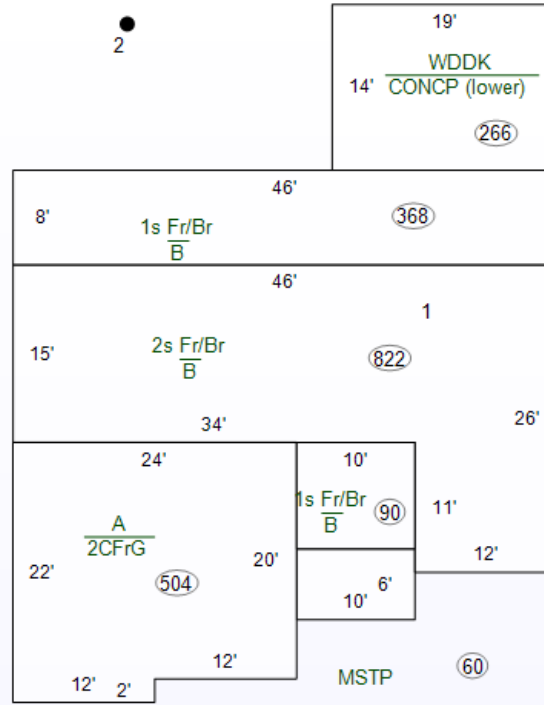 19'
2
WDDK
14'
CONCP (lower)
266
46'
8'
1s Fr/Br
B
368
46'
1
15'
2s Fr/Br
B
822
34'
26'
24'
10'
1s Fr/Br
B
90
11'
A
2CFrG
22'
20'
504
12'
6'
10'
12'
12'
2'
MSTP
60